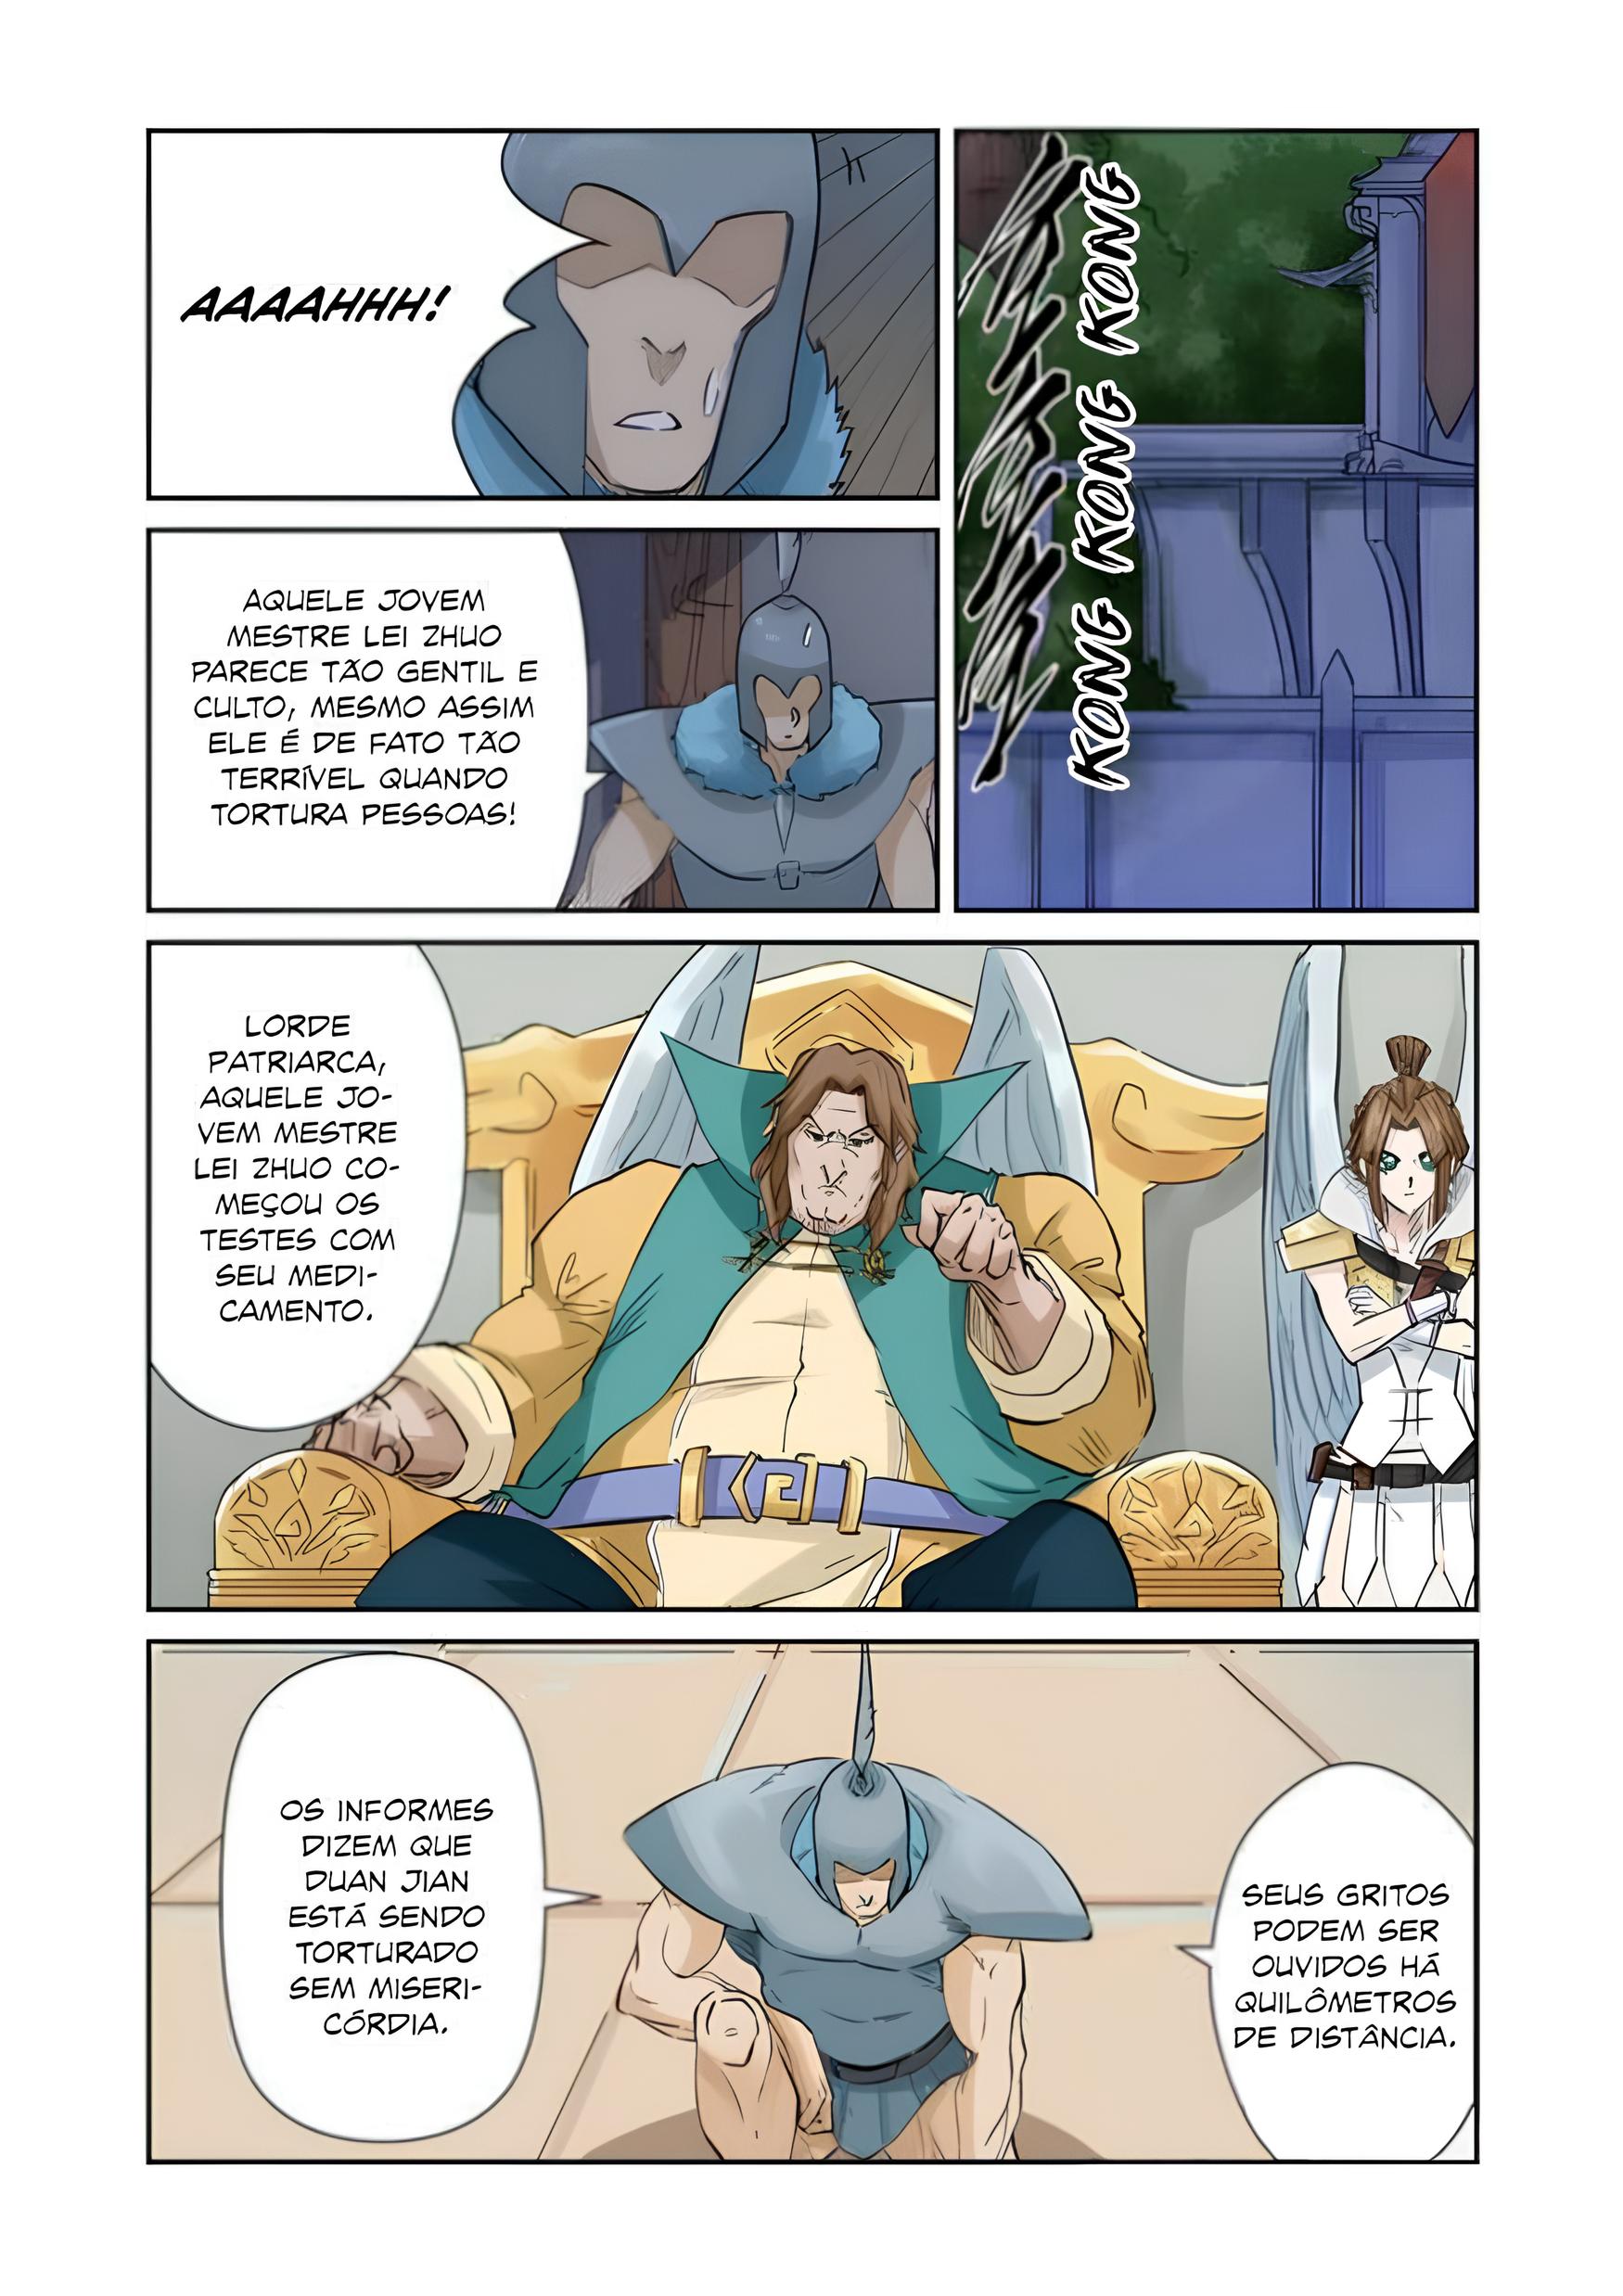 AAAAHHH!
KONG KONG KONG
AQUELE JOVEM
MESTRE LEI ZHUO
PARECE TÃO GENTIL E
CULTO, MESMO ASSIM
ELE É DE FATO TÃO
TERRÍVEL QUANDO
TORTURA PESSOAS!
LORDE
PATRIARCA,
AQUELE JO-
VEM MESTRE
LEI ZHUO CO-
MEÇOU OS
TESTES COM
SEU MEDI-
CAMENTO.
OS INFORMES
DIZEM QUE
DUAN JIAN
ESTÁ SENDO
TORTURADO
SEM MISERI-
CÓRDIA.
SEUS GRITOS
PODEM SER
OUVIDOS HÁ
QUILÔMETROS
DE DISTÂNCIA.